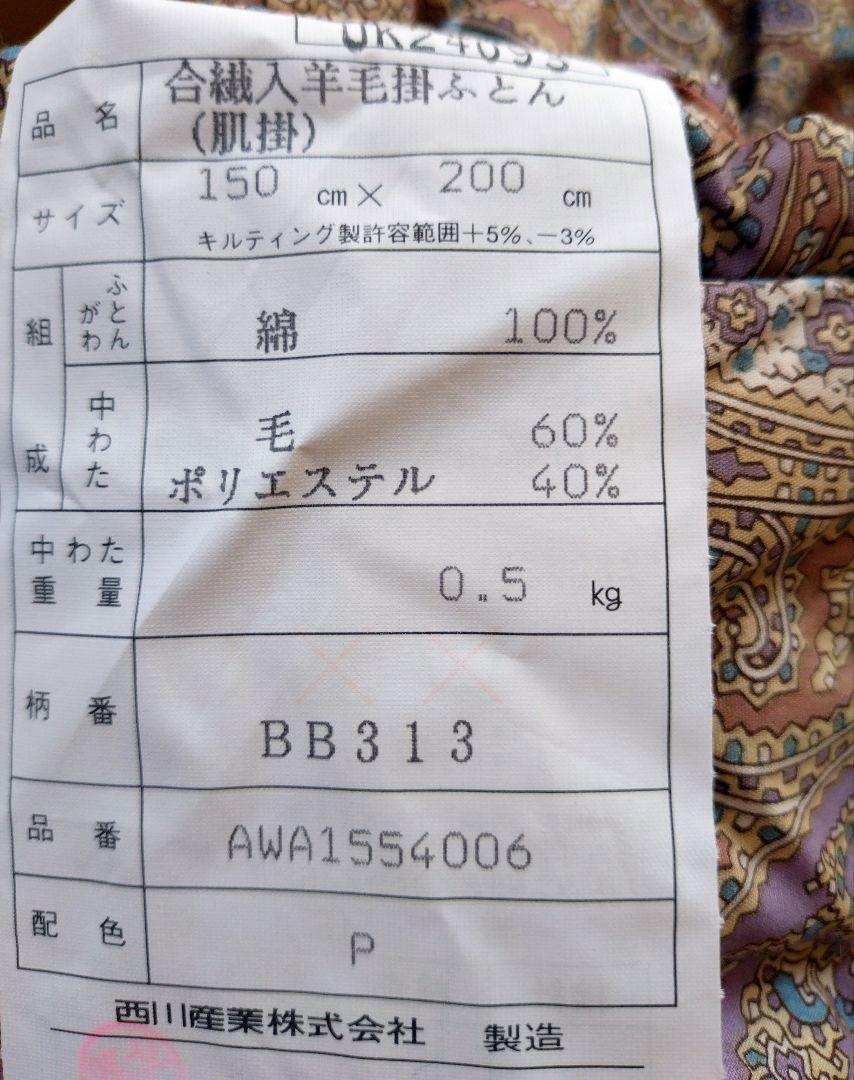 品名 合繊入羊毛掛ふとん
(肌掛)
サイズ 150 cm× 200 cm
キルティング製許容範囲+5%、-3%
組成 ふとんがわ 綿 100%
中わた 毛 60%
ポリエステル 40%
中わた重量 0.5 kg
柄番 BB313
品番 AWA1554006
配色 P
西川産業株式会社 製造